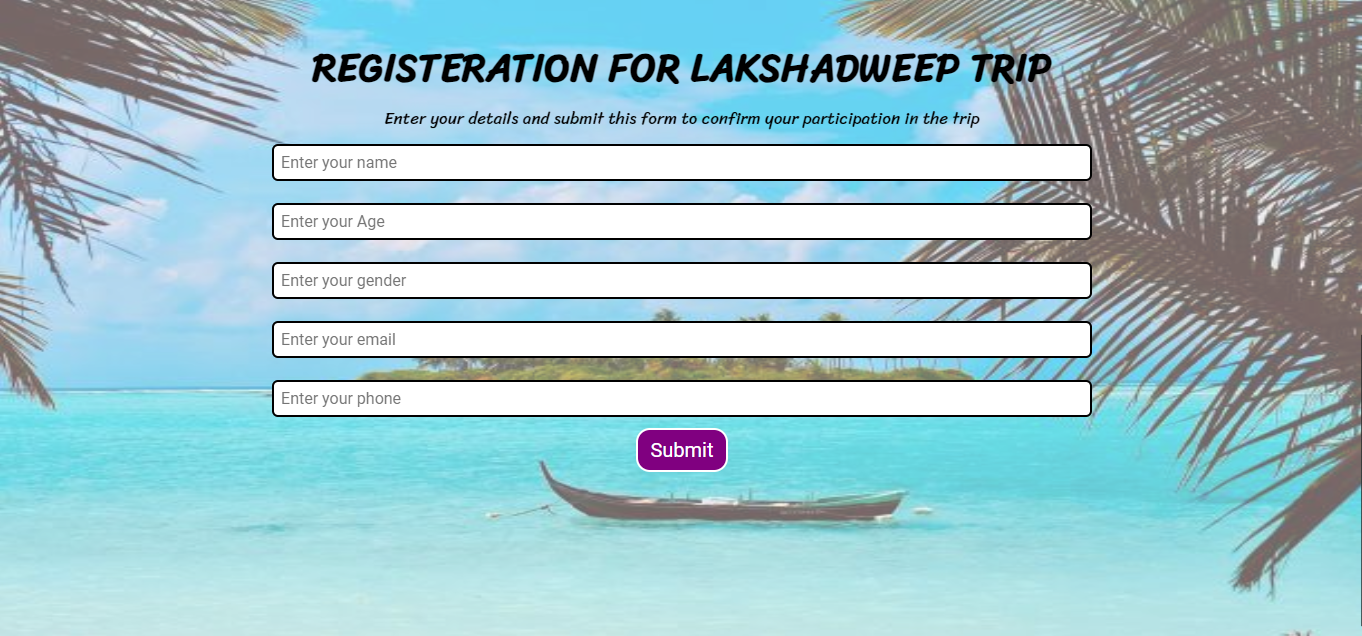 REGISTERATION FOR LAKSHADWEEP TRIP
Enter your details and submit this form to confirm your participation in the trip
Enter your name
Enter your Age
Enter your gender
Enter your email
Enter your phone
Submit